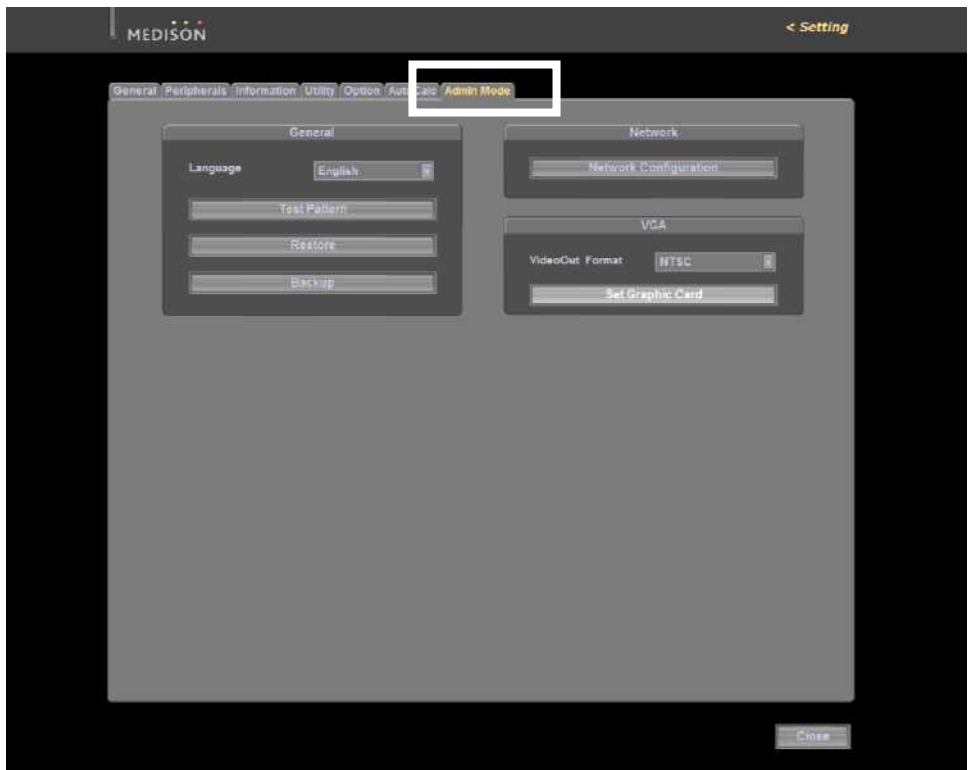 MEDISON
< Setting
General Peripherals Information Utility Option Auto Calc Admin Mode
General
Language English
Test Pattern
Restore
Backup
Network
Network Configuration
VGA
VideoOut Format NTSC
Set Graphic Card
Close